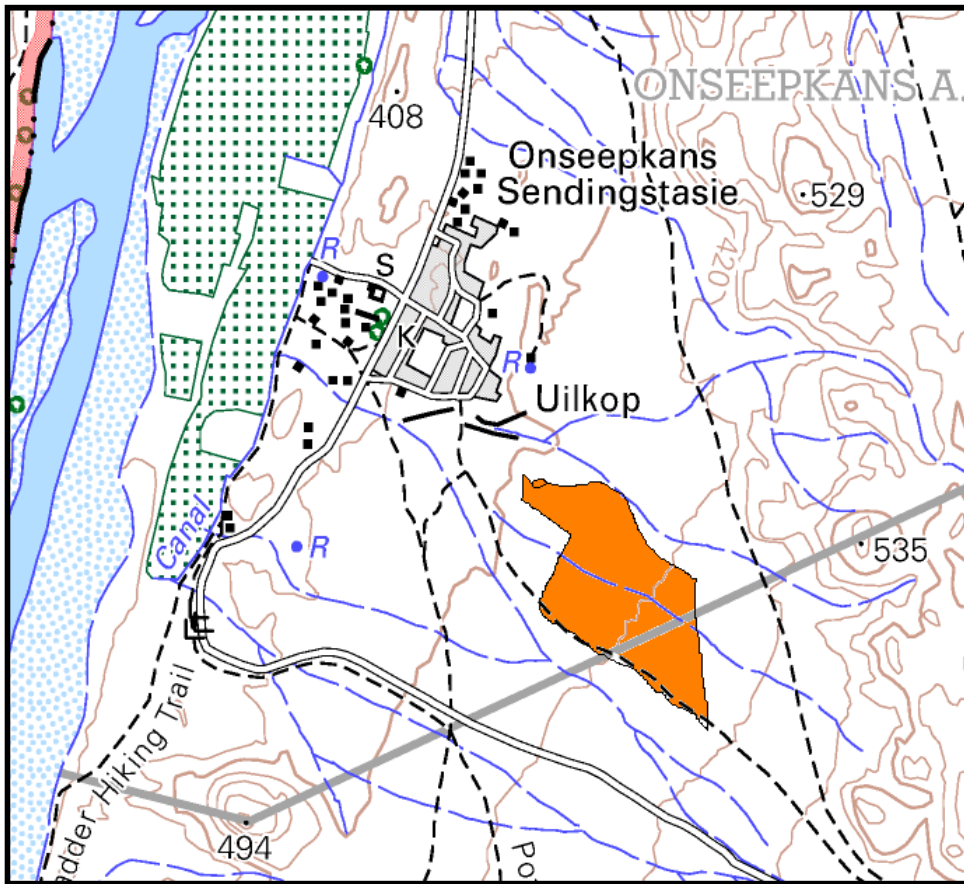 ONSEEPKANS A.
408
Onseepkans
Sendingstasie
529
420
R
S
K
R
Uilkop
Canal
R
535
adder Hiking Trail
494
Po